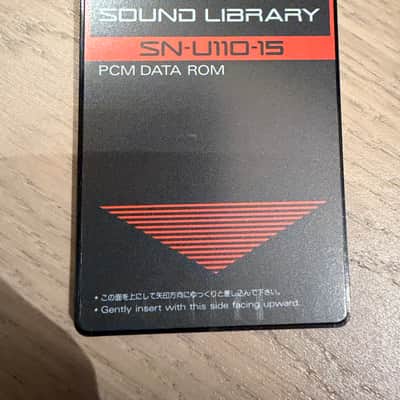 SOUND LIBRARY
SN-U110-15
PCM DATA ROM
• この面を上にして矢印方向にゆっくりと差し込んで下さい。
• Gently insert with this side facing upward.